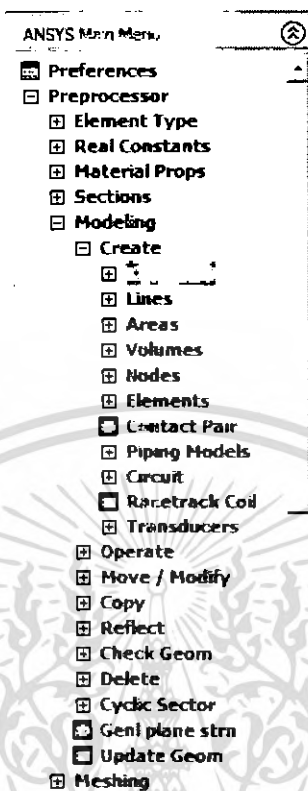 ANSYS Main Menu
Preferences
Preprocessor
Element Type
Real Constants
Material Props
Sections
Modeling
Create
Lines
Areas
Volumes
Nodes
Elements
Contact Pair
Piping Models
Circuit
Racetrack Coil
Transducers
Operate
Move / Modify
Copy
Reflect
Check Geom
Delete
Cyclic Sector
Genl plane strn
Update Geom
Meshing